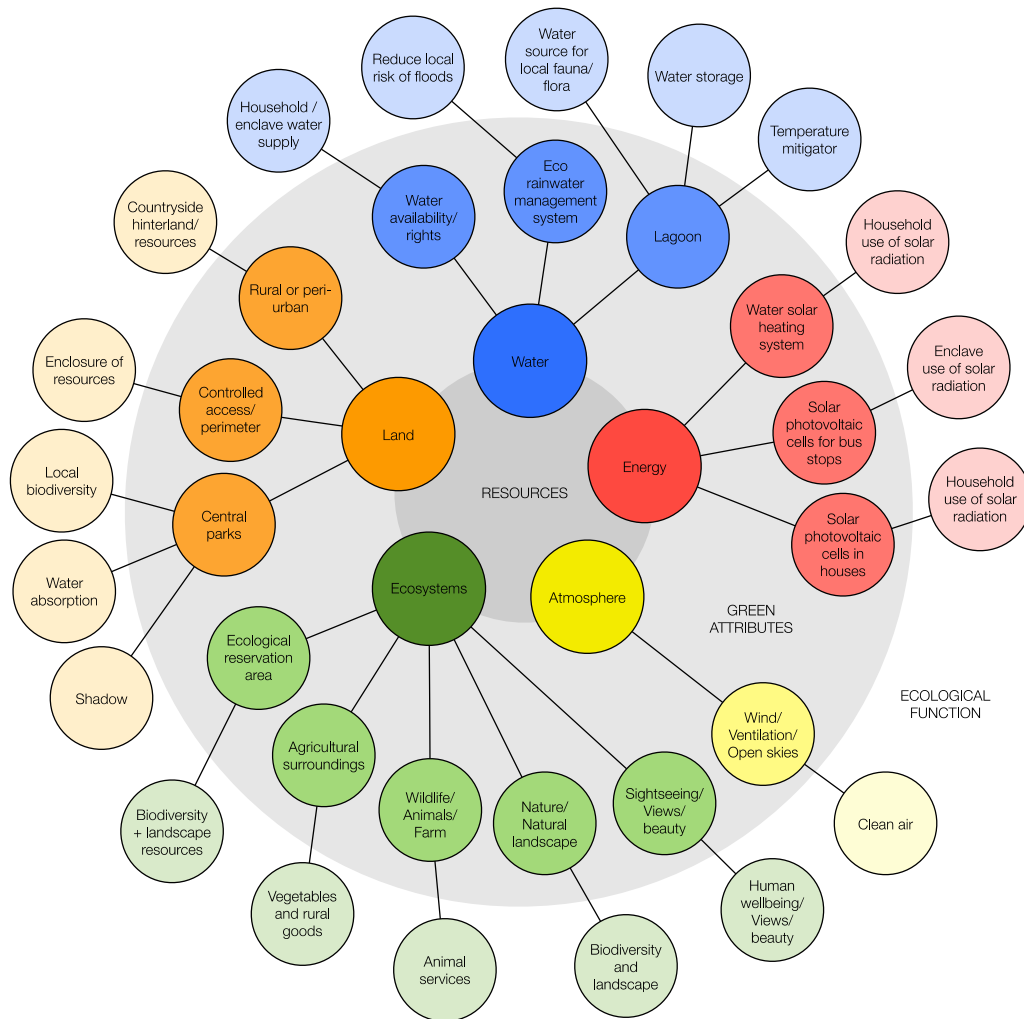 Water
source for
local fauna/
flora
Reduce local
risk of floods
Water storage
Household /
enclave water
supply
Temperature
mitigator
Eco
rainwater
management
system
Water
availability/
rights
Lagoon
Countryside
hinterland/
resources
Household
use of solar
radiation
Rural or peri-
urban
Water solar
heating
system
Water
Enclosure of
resources
Enclave
use of solar
radiation
Controlled
access/
perimeter
Land
Solar
photovoltaic
cells for bus
stops
Energy
Local
biodiversity
RESOURCES
Household
use of solar
radiation
Central
parks
Solar
photovoltaic
cells in
houses
Water
absorption
Ecosystems
Atmosphere
GREEN
ATTRIBUTES
Ecological
reservation
area
Shadow
ECOLOGICAL
FUNCTION
Wind/
Ventilation/
Open skies
Agricultural
surroundings
Wildlife/
Animals/
Farm
Nature/
Natural
landscape
Sightseeing/
Views/
beauty
Biodiversity
+ landscape
resources
Clean air
Vegetables
and rural
goods
Human
wellbeing/
Views/
beauty
Animal
services
Biodiversity
and
landscape